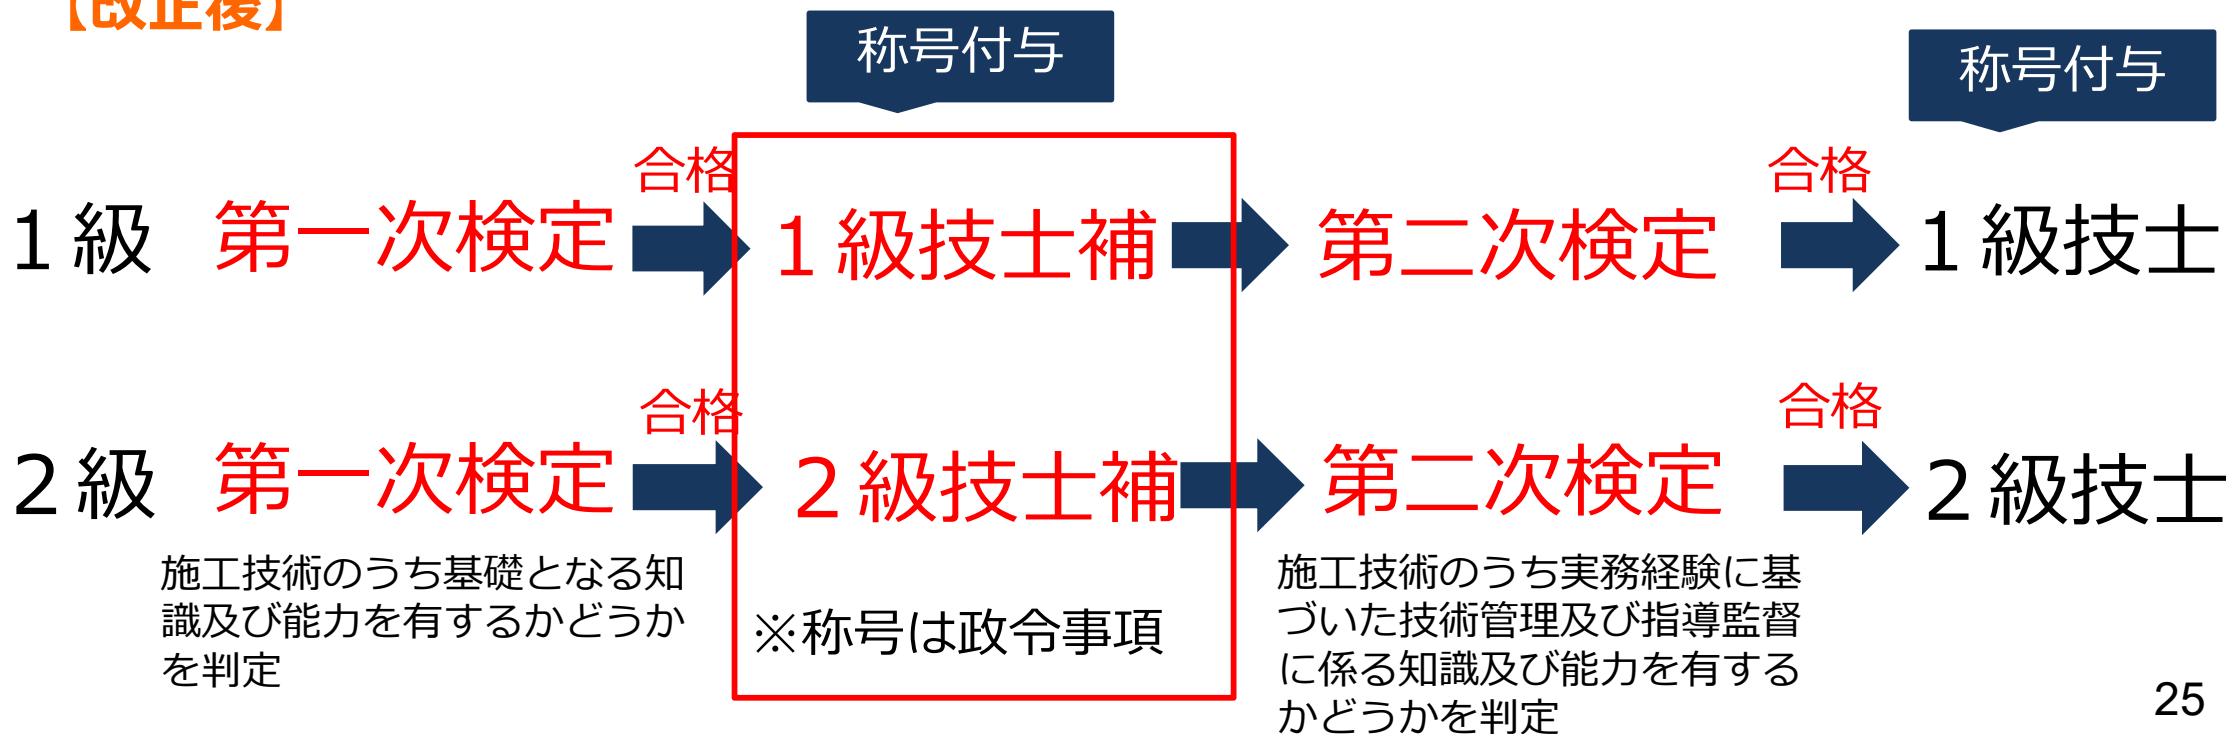 【改正後】
称号付与
称号付与
合格
合格
１級 第一次検定 １級技士補 第二次検定 １級技士
合格
合格
２級 第一次検定 ２級技士補 第二次検定 ２級技士
施工技術のうち基礎となる知
識及び能力を有するかどうか
を判定
※称号は政令事項
施工技術のうち実務経験に基
づいた技術管理及び指導監督
に係る知識及び能力を有する
かどうかを判定
25